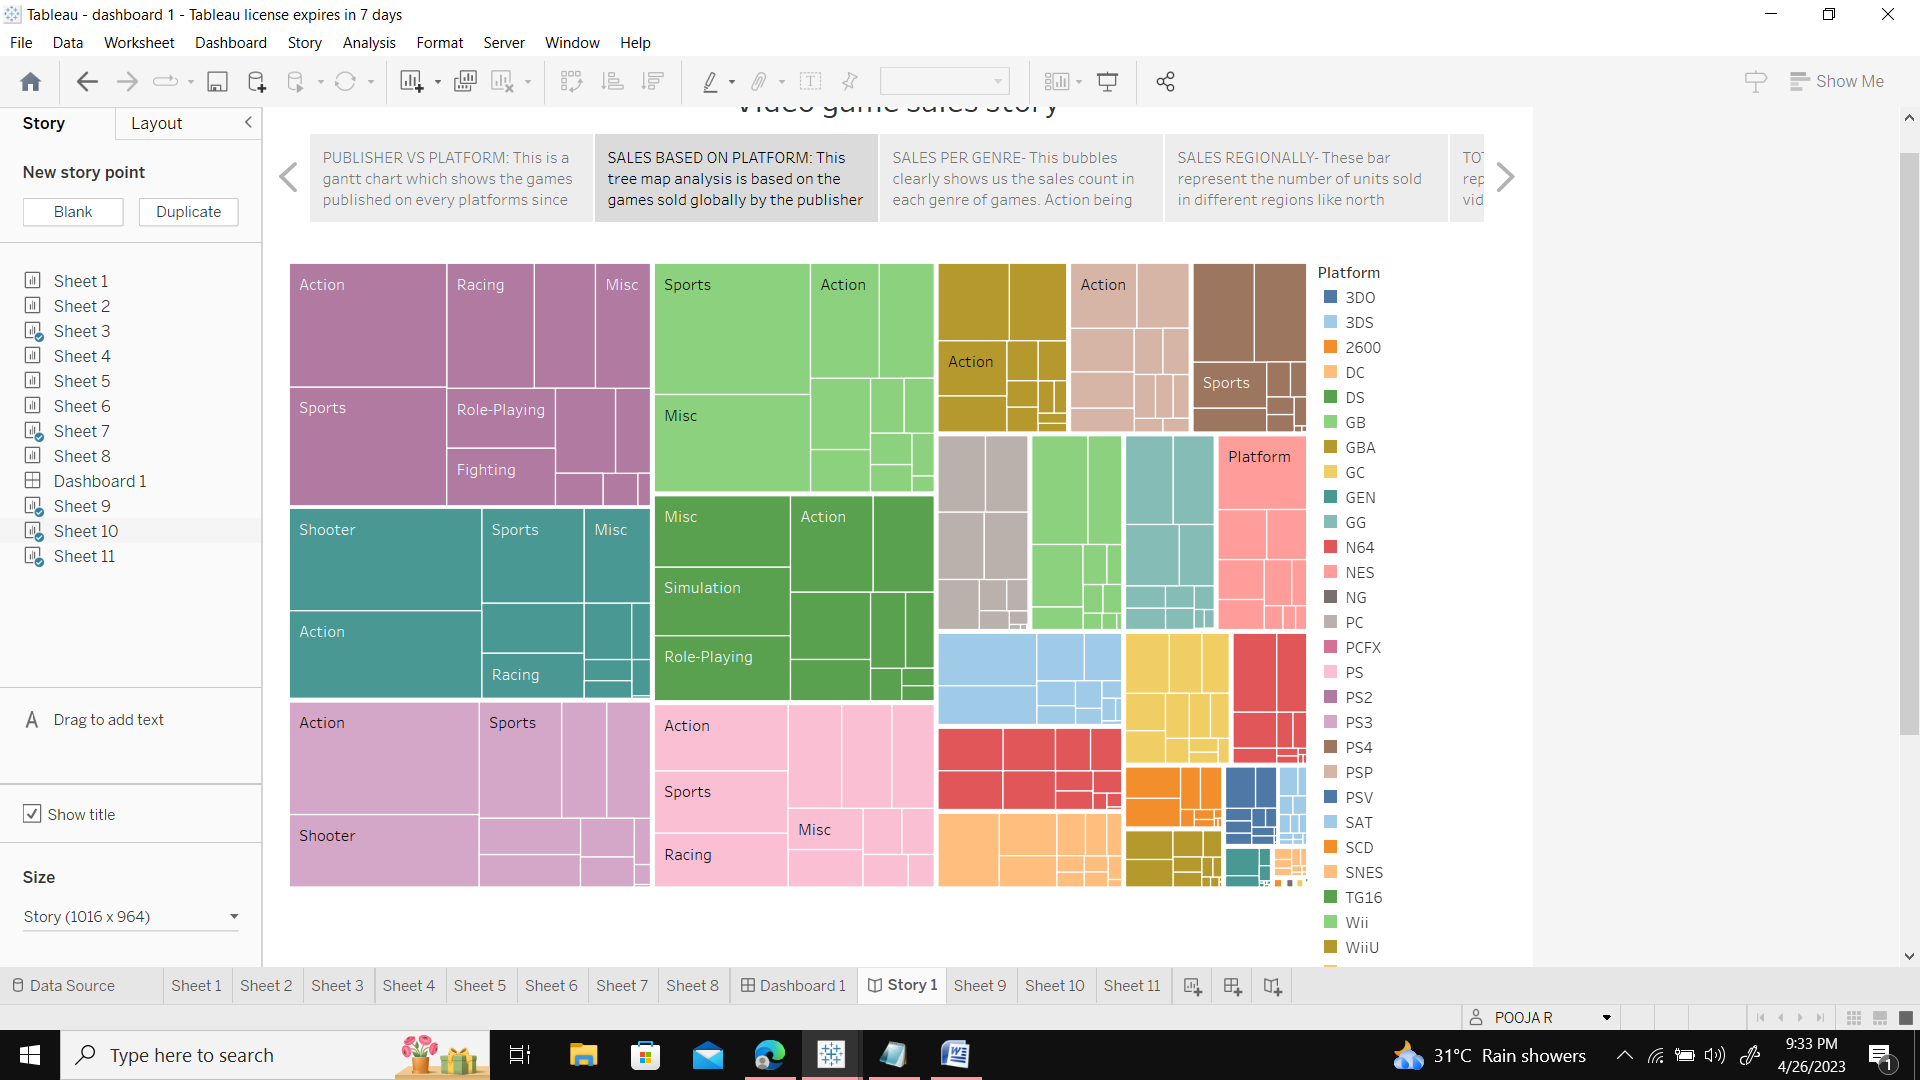 Tableau - dashboard 1 - Tableau license expires in 7 days
File Data Worksheet Dashboard Story Analysis Format Server Window Help
Show Me
Story Layout
Video game sales story
New story point
Blank Duplicate
PUBLISHER VS PLATFORM: This is a
gantt chart which shows the games
published on every platforms since
SALES BASED ON PLATFORM: This
tree map analysis is based on the
games sold globally by the publisher
SALES PER GENRE- This bubbles
clearly shows us the sales count in
each genre of games. Action being
SALES REGIONALLY- These bar
represent the number of units sold
in different regions like north
TO
rep
vid
Sheet 1
Sheet 2
Sheet 3
Sheet 4
Sheet 5
Sheet 6
Sheet 7
Sheet 8
Dashboard 1
Sheet 9
Sheet 10
Sheet 11
A Drag to add text
Show title
Size
Story (1016 x 964)
Action
Racing
Misc
Sports
Role-Playing
Fighting
Shooter
Sports
Misc
Action
Racing
Action
Sports
Shooter
Sports
Action
Misc
Misc
Action
Simulation
Role-Playing
Action
Sports
Misc
Racing
Action
Action
Sports
Platform
Platform
3DO
3DS
2600
DC
DS
GB
GBA
GC
GEN
GG
N64
NES
NG
PC
PCFX
PS
PS2
PS3
PS4
PSP
PSV
SAT
SCD
SNES
TG16
Wii
WiiU
Data Source Sheet 1 Sheet 2 Sheet 3 Sheet 4 Sheet 5 Sheet 6 Sheet 7 Sheet 8 Dashboard 1 Story 1 Sheet 9 Sheet 10 Sheet 11
POOJA R
Type here to search
31°C Rain showers
9:33 PM
4/26/2023
1